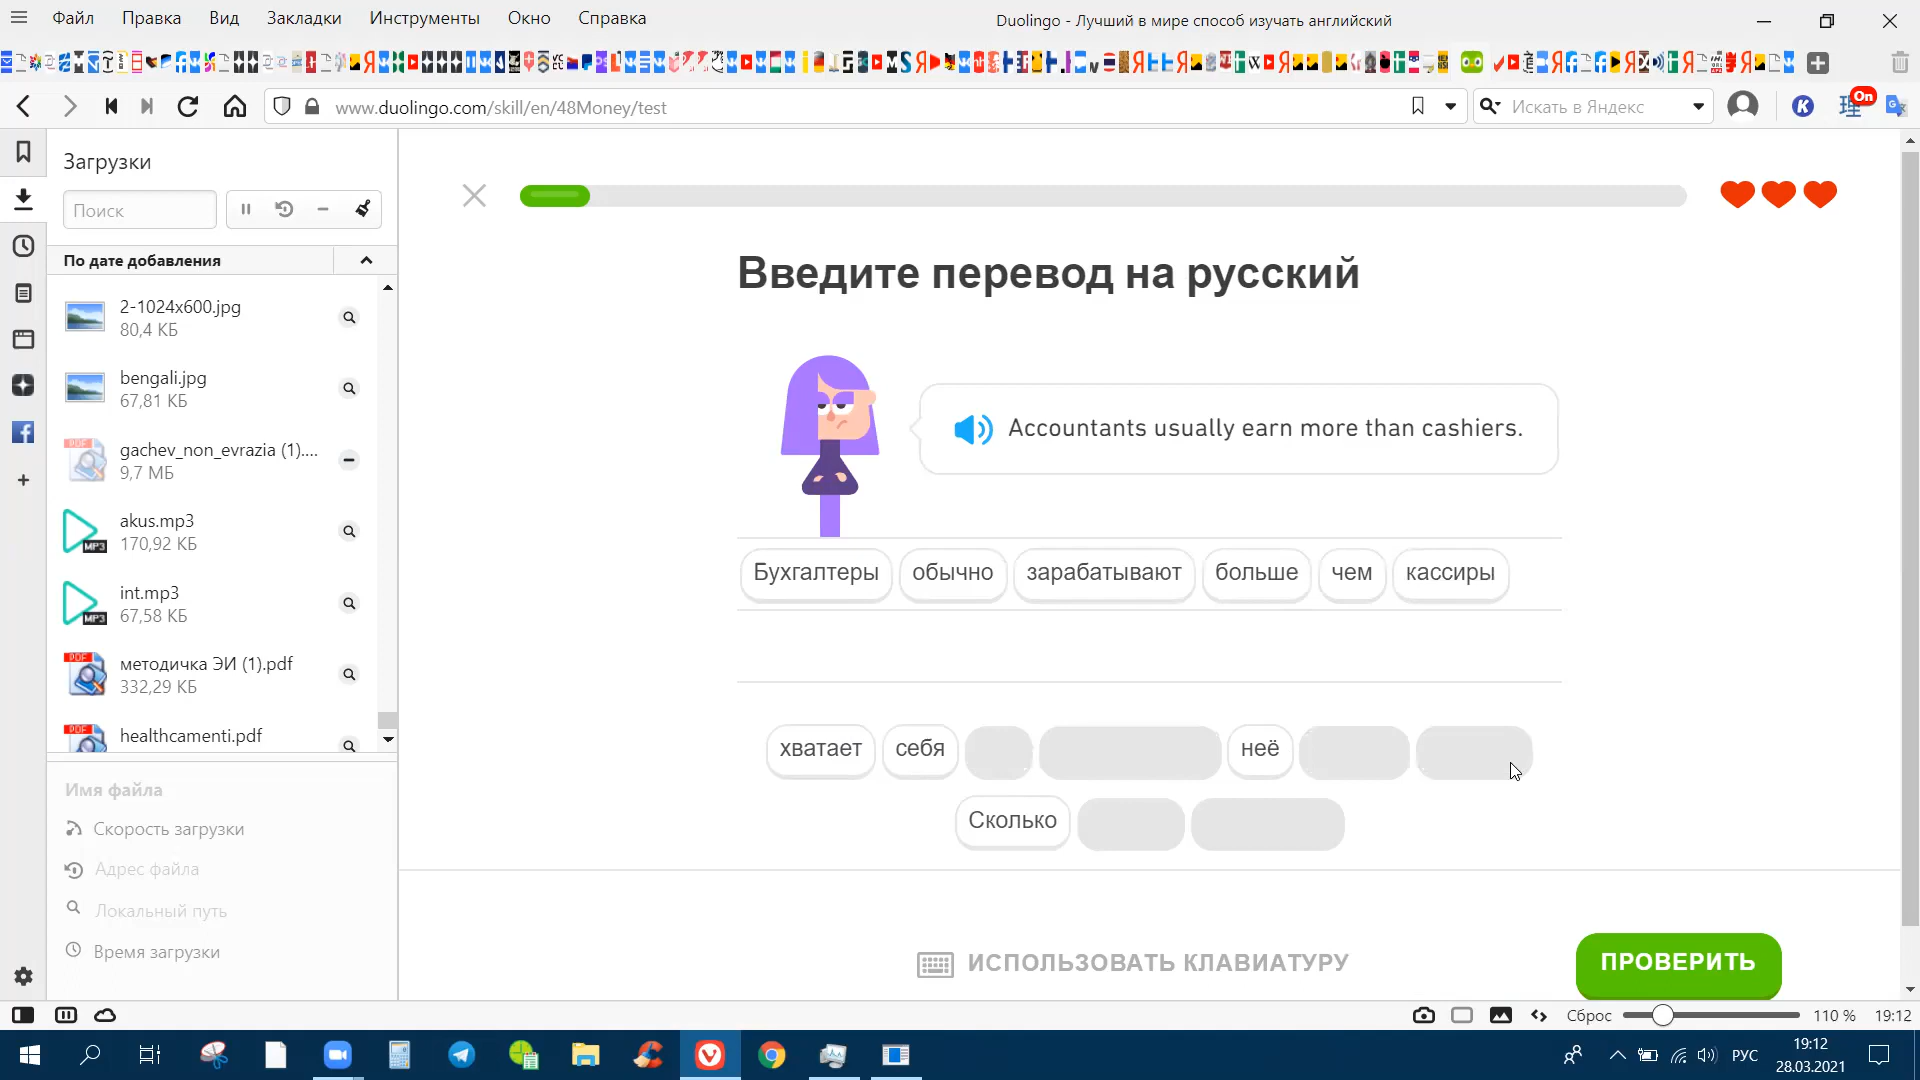 Файл Правка Вид Закладки Инструменты Окно Справка
Duolingo - Лучший в мире способ изучать английский
www.duolingo.com/skill/en/48Money/test
Искать в Яндекс
On
Загрузки
Поиск
По дате добавления
2-1024x600.jpg
80,4 КБ
bengali.jpg
67,81 КБ
gachev_non_evrazia (1)....
9,7 МБ
akus.mp3
170,92 КБ
int.mp3
67,58 КБ
методичка ЭИ (1).pdf
332,29 КБ
healthcamenti.pdf
Имя файла
Скорость загрузки
Адрес файла
Локальный путь
Время загрузки
Введите перевод на русский
Accountants usually earn more than cashiers.
Бухгалтеры обычно зарабатывают больше чем кассиры
хватает себя неё
Сколько
ИСПОЛЬЗОВАТЬ КЛАВИАТУРУ
ПРОВЕРИТЬ
Сброс 110 % 19:12
РУС
19:12
28.03.2021